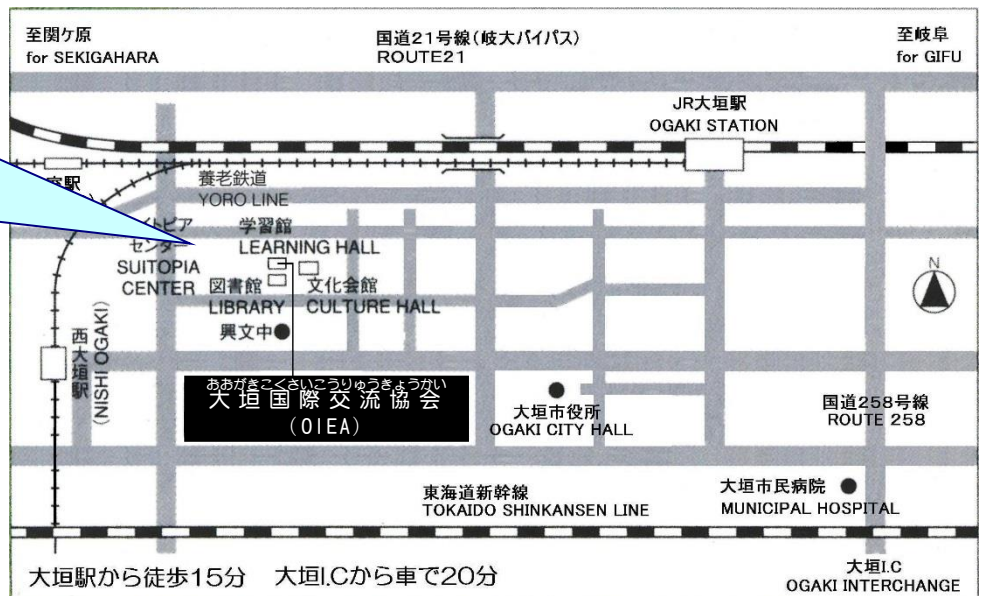 至関ケ原
for SEKIGAHARA
国道21号線(岐大バイパス)
ROUTE21
至岐阜
for GIFU
JR大垣駅
OGAKI STATION
養老鉄道
YORO LINE
センター
SUITOPIA
CENTER
学習館
LEARNING HALL
図書館
LIBRARY
文化会館
CULTURE HALL
興文中
N
西大垣駅
(NISHI OGAKI)
おおがきこくさいこうりゅうきょうかい
大垣国際交流協会
(OIEA)
大垣市役所
OGAKI CITY HALL
国道258号線
ROUTE 258
東海道新幹線
TOKAIDO SHINKANSEN LINE
大垣市民病院
MUNICIPAL HOSPITAL
大垣駅から徒歩15分 大垣I.Cから車で20分
大垣I.C
OGAKI INTERCHANGE